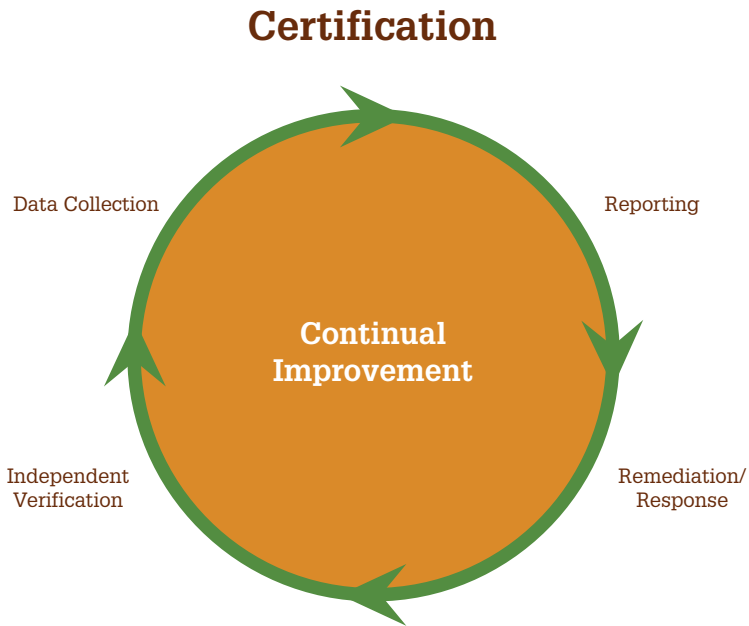 Certification
Data Collection
Reporting
Continual
Improvement
Independent
Verification
Remediation/
Response